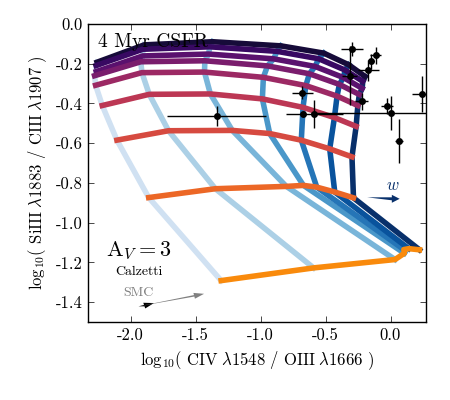 0.0
4 Myr CSFR
-0.2
-0.4
-0.6
-0.8
-1.0
-1.2
-1.4
log₁₀( SiIII λ1883 / CIII λ1907 )
w
A_V = 3
Calzetti
SMC
-2.0 -1.5 -1.0 -0.5 0.0
log₁₀( CIV λ1548 / OIII λ1666 )